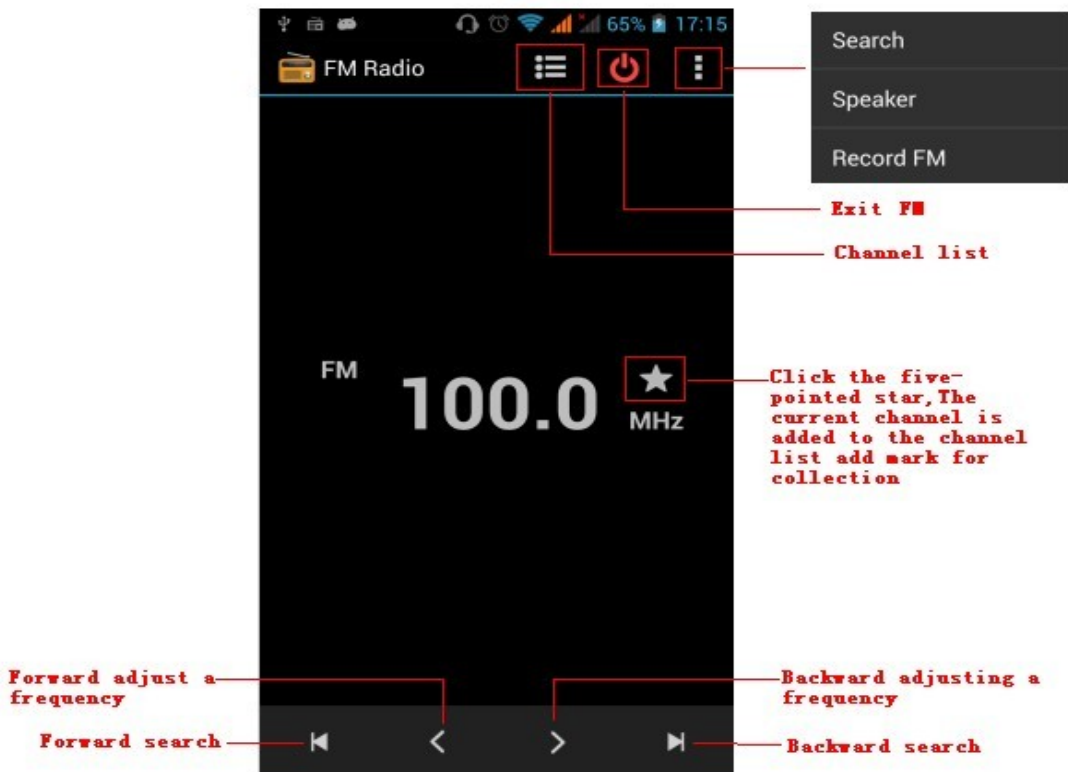 65% 17:15
FM Radio
Search
Speaker
Record FM
Exit FM
Channel list
FM
100.0
MHz
Click the five-
pointed star,The
current channel is
added to the channel
list add mark for
collection
Forward adjust a
frequency
Backward adjusting a
frequency
Forward search
Backward search